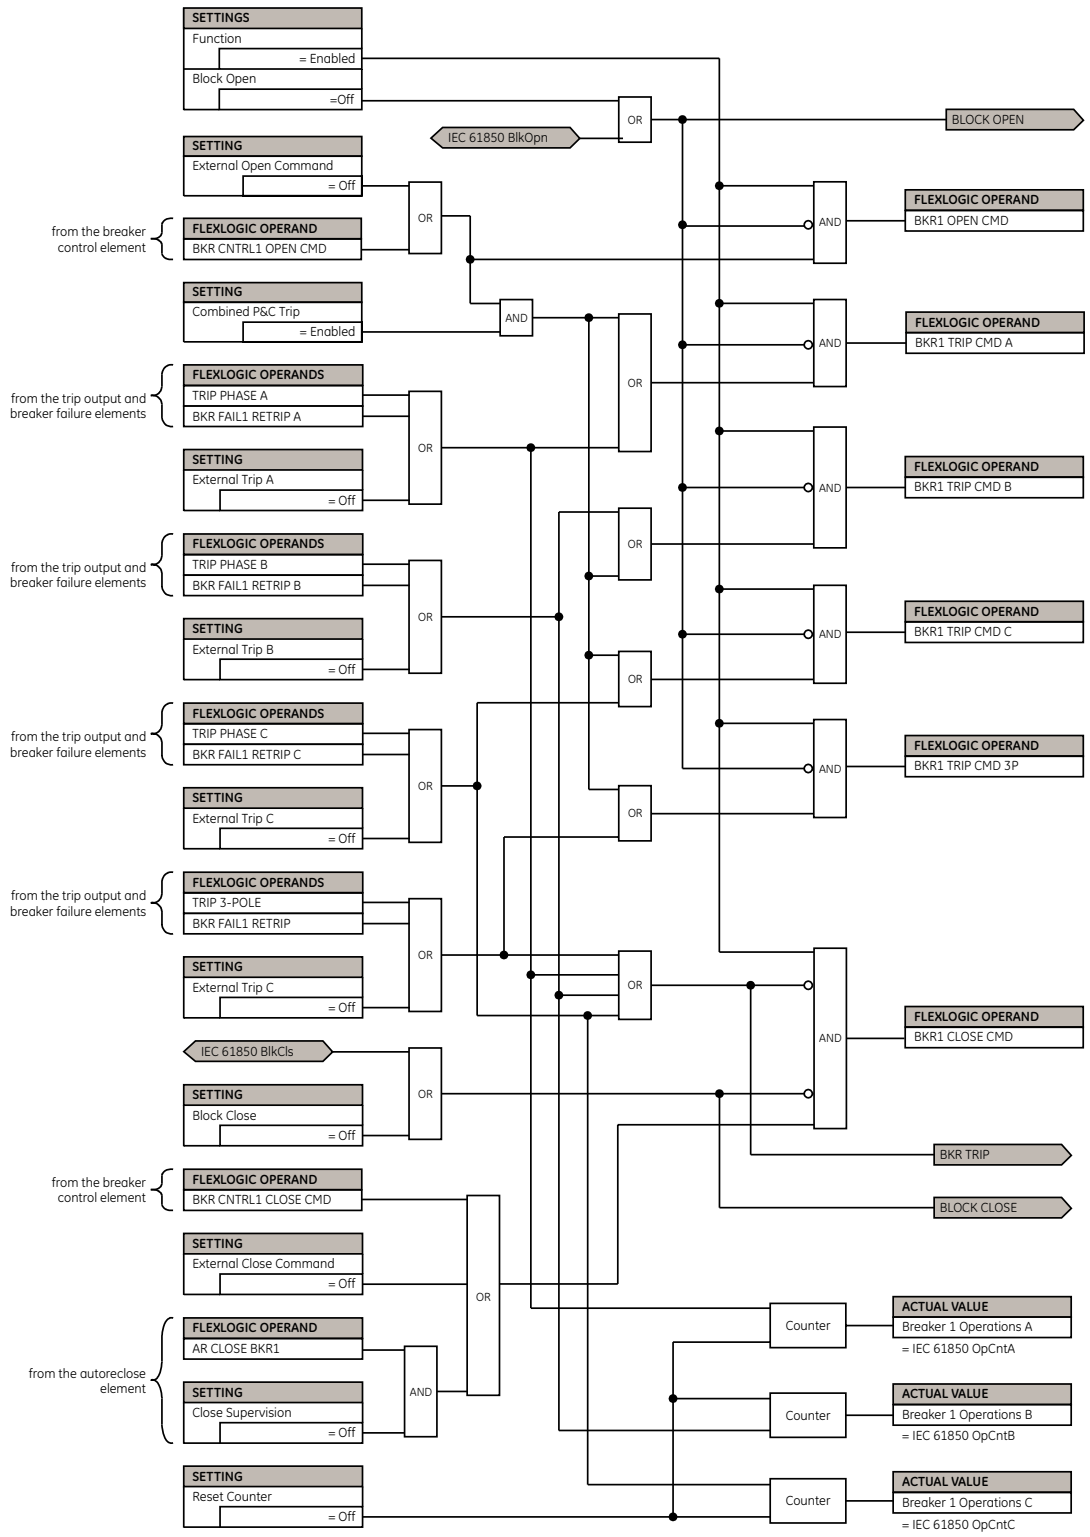 SETTINGS
Function
= Enabled
Block Open
=Off
OR
BLOCK OPEN
IEC 61850 BlkOpn
SETTING
External Open Command
= Off
OR
from the breaker
control element
FLEXLOGIC OPERAND
BKR CNTRL1 OPEN CMD
AND
FLEXLOGIC OPERAND
BKR1 OPEN CMD
SETTING
Combined P&C Trip
= Enabled
AND
OR
AND
FLEXLOGIC OPERAND
BKR1 TRIP CMD A
from the trip output and
breaker failure elements
FLEXLOGIC OPERANDS
TRIP PHASE A
BKR FAIL1 RETRIP A
OR
SETTING
External Trip A
= Off
AND
FLEXLOGIC OPERAND
BKR1 TRIP CMD B
from the trip output and
breaker failure elements
FLEXLOGIC OPERANDS
TRIP PHASE B
BKR FAIL1 RETRIP B
OR
OR
SETTING
External Trip B
= Off
AND
FLEXLOGIC OPERAND
BKR1 TRIP CMD C
OR
from the trip output and
breaker failure elements
FLEXLOGIC OPERANDS
TRIP PHASE C
BKR FAIL1 RETRIP C
OR
AND
FLEXLOGIC OPERAND
BKR1 TRIP CMD 3P
SETTING
External Trip C
= Off
OR
from the trip output and
breaker failure elements
FLEXLOGIC OPERANDS
TRIP 3-POLE
BKR FAIL1 RETRIP
OR
SETTING
External Trip C
= Off
OR
AND
FLEXLOGIC OPERAND
BKR1 CLOSE CMD
IEC 61850 BlkCls
OR
SETTING
Block Close
= Off
BKR TRIP
from the breaker
control element
FLEXLOGIC OPERAND
BKR CNTRL1 CLOSE CMD
BLOCK CLOSE
SETTING
External Close Command
= Off
OR
from the autoreclose
element
FLEXLOGIC OPERAND
AR CLOSE BKR1
AND
SETTING
Close Supervision
= Off
Counter
ACTUAL VALUE
Breaker 1 Operations A
= IEC 61850 OpCntA
Counter
ACTUAL VALUE
Breaker 1 Operations B
= IEC 61850 OpCntB
SETTING
Reset Counter
= Off
Counter
ACTUAL VALUE
Breaker 1 Operations C
= IEC 61850 OpCntC